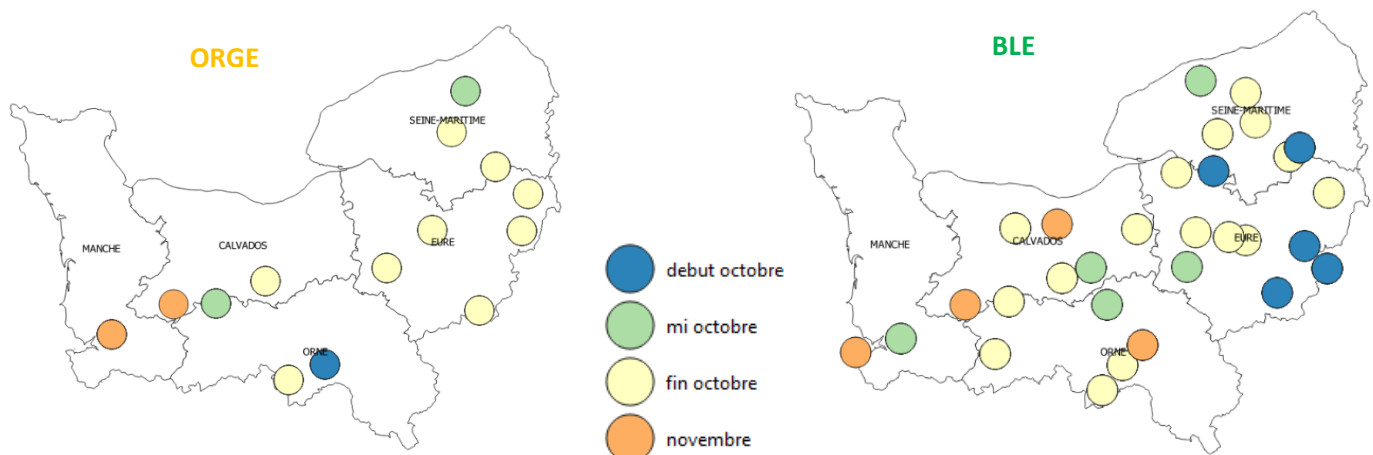 ORGE
SEINE-MARITIME
MANCHE
CALVADOS
EURE
ORNE
debut octobre
mi octobre
fin octobre
novembre
BLE
SEINE-MARITIME
MANCHE
CALVADOS
EURE
ORNE